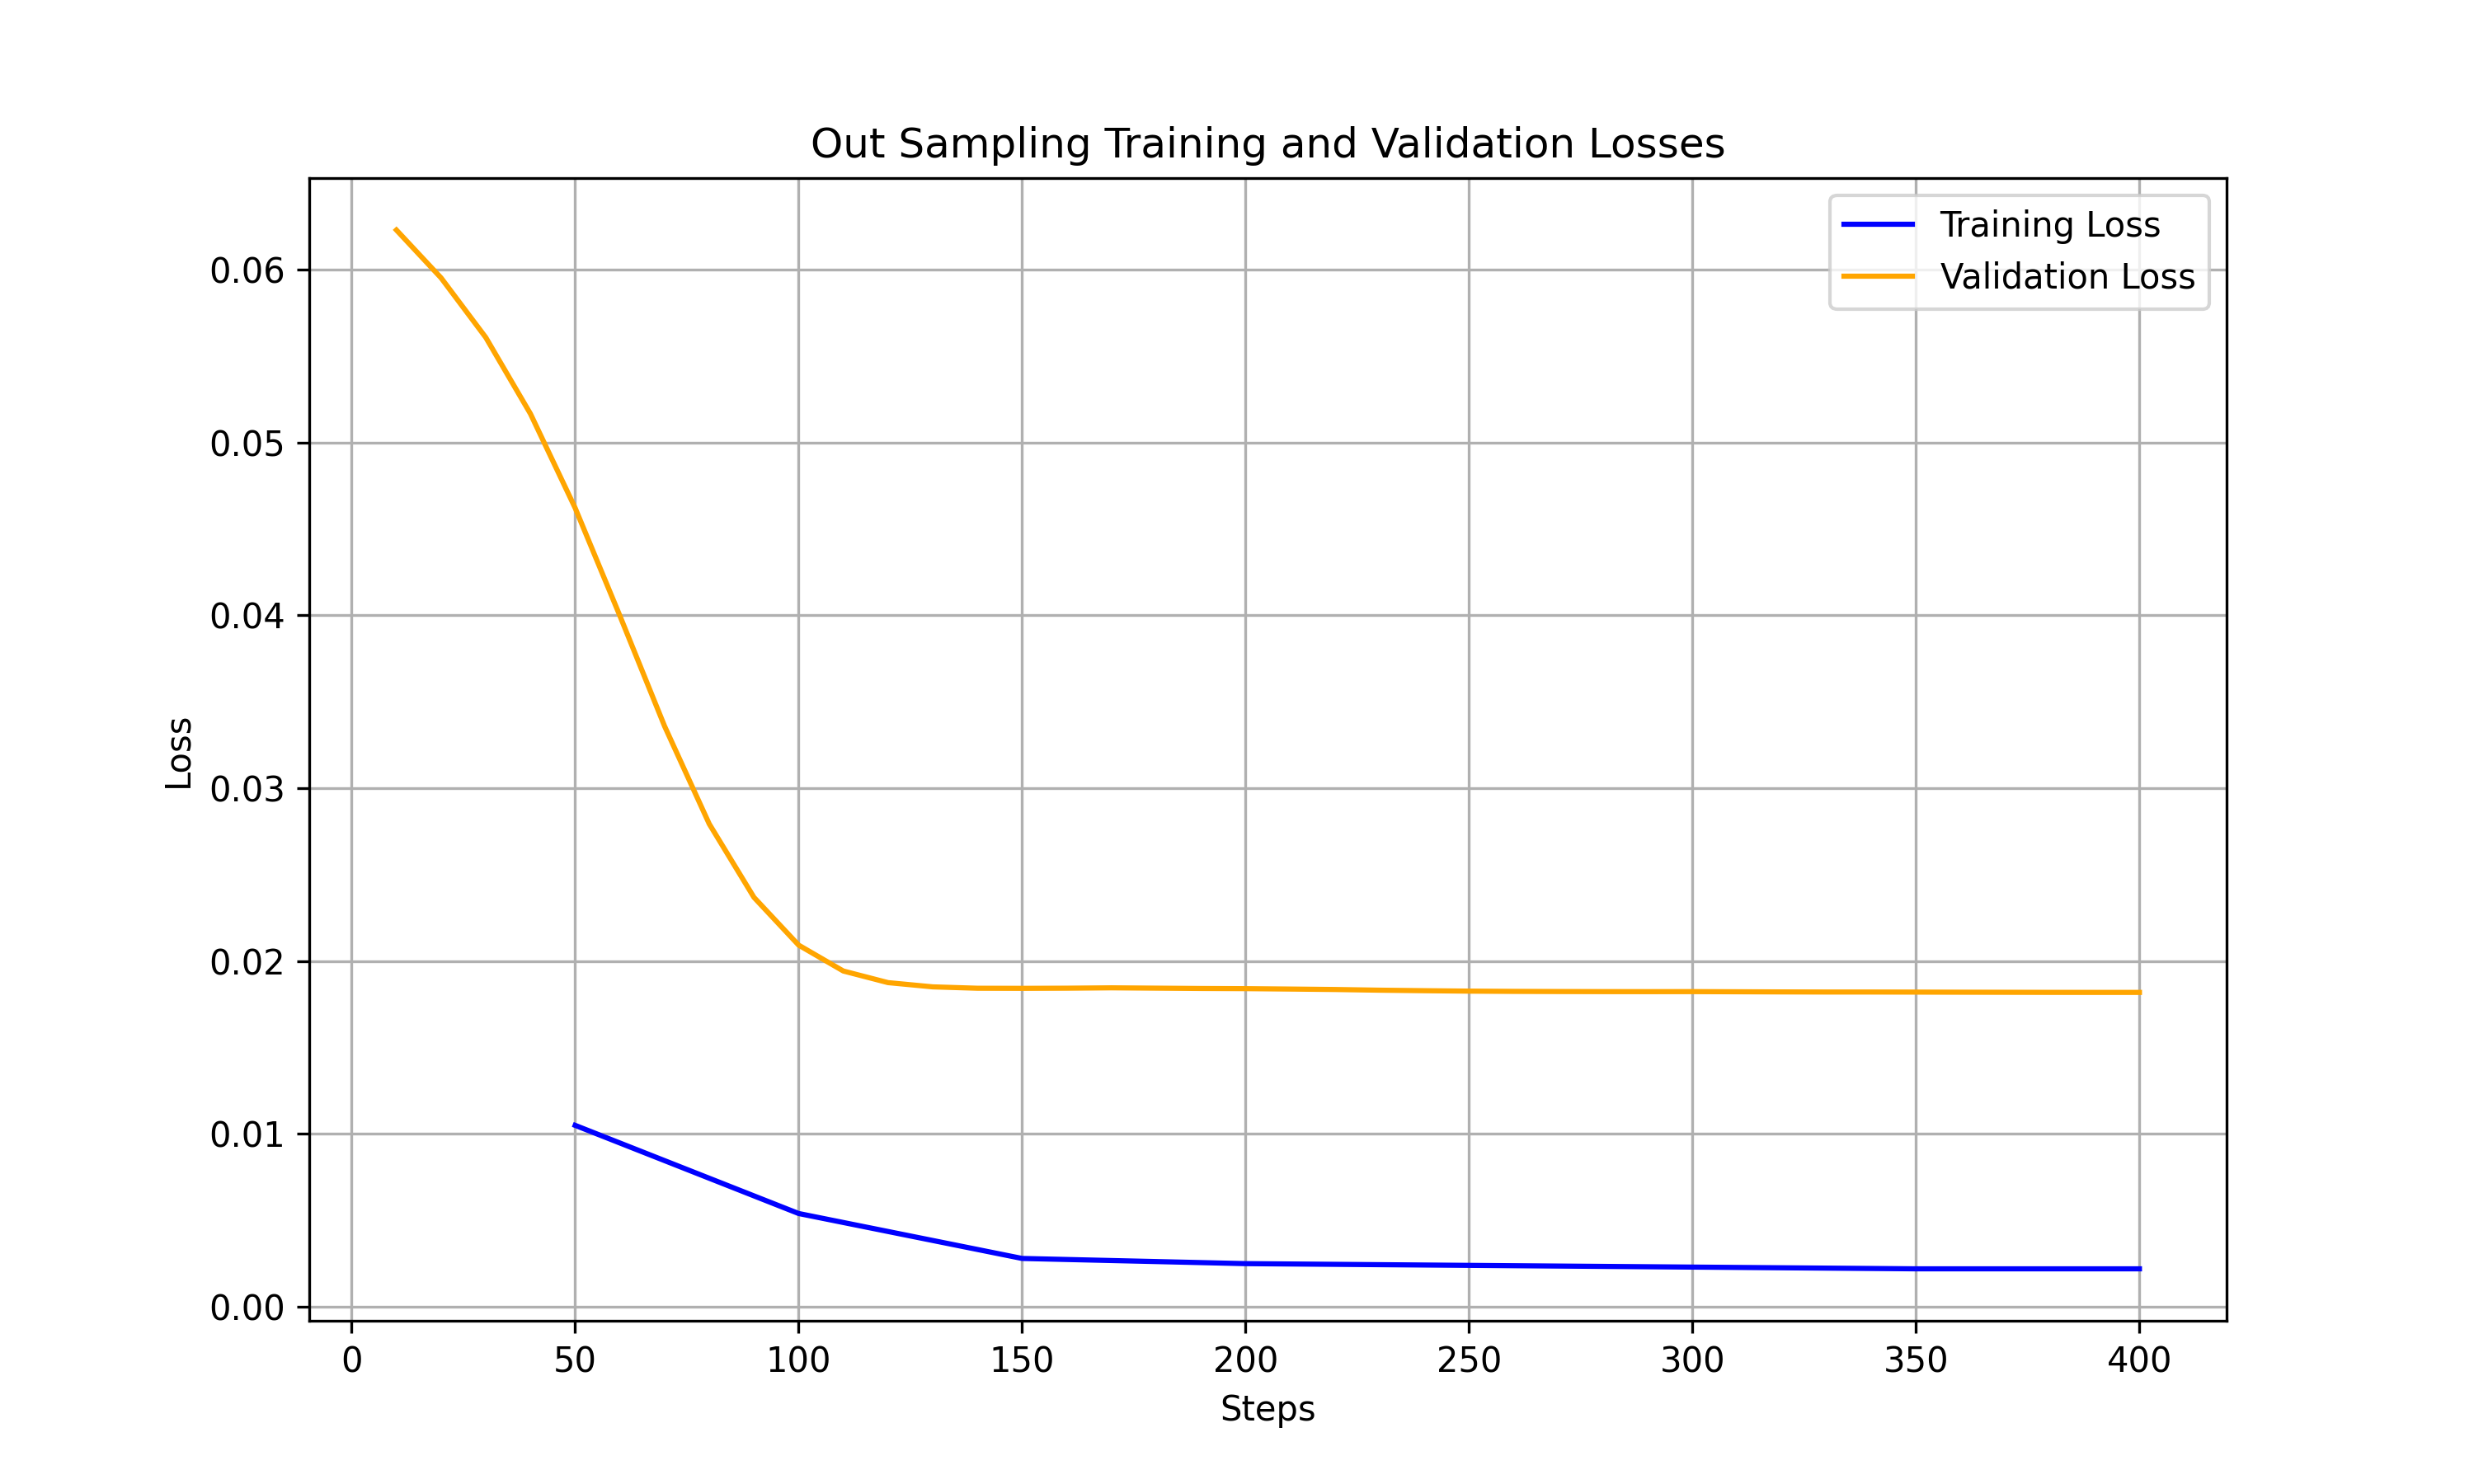 Out Sampling Training and Validation Losses
Training Loss
Validation Loss
0.06
0.05
0.04
0.03
0.02
0.01
0.00
Loss
0 50 100 150 200 250 300 350 400
Steps